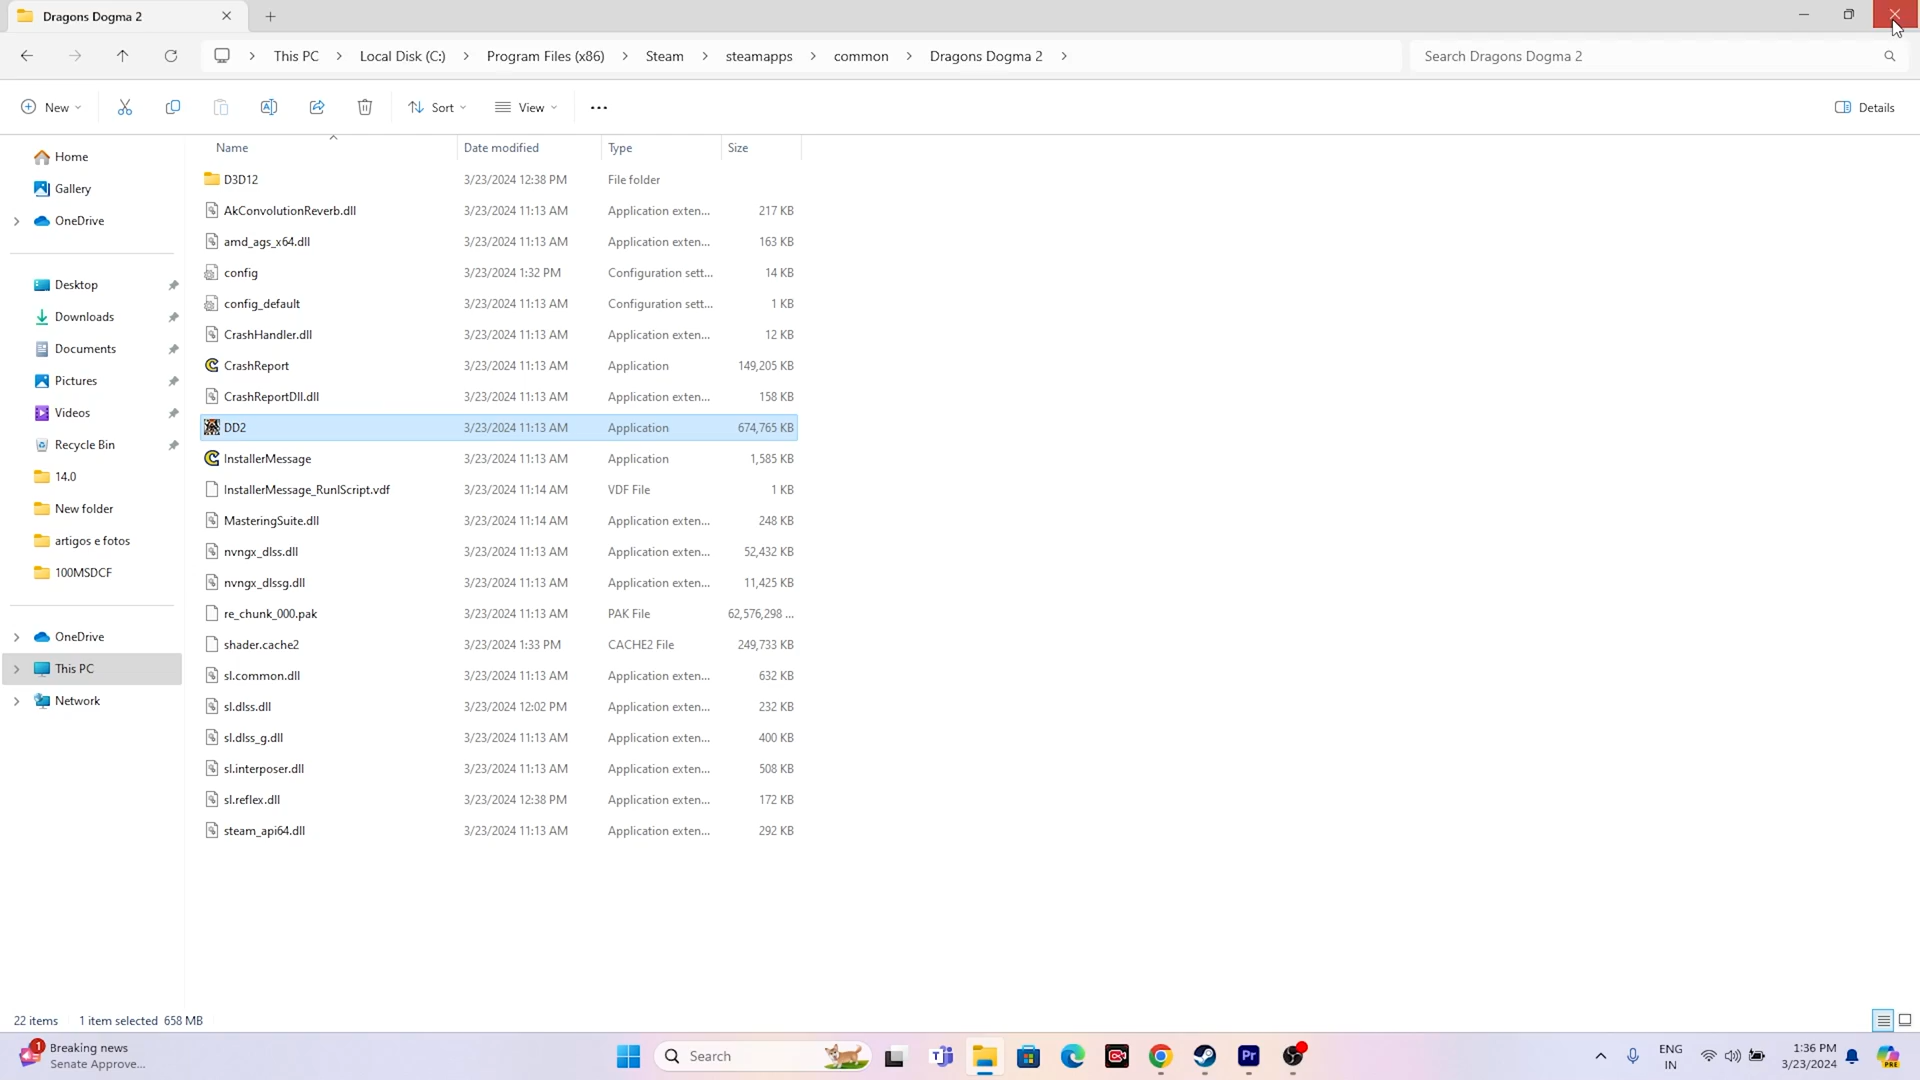 Dragons Dogma 2
This PC > Local Disk (C:) > Program Files (x86) > Steam > steamapps > common > Dragons Dogma 2 >
Search Dragons Dogma 2
New
Sort
View
Details
Name Date modified Type Size
Home
Gallery
OneDrive
Desktop
Downloads
Documents
Pictures
Videos
Recycle Bin
14.0
New folder
artigos e fotos
100MSDCF
OneDrive
This PC
Network
D3D12 3/23/2024 12:38 PM File folder
AkConvolutionReverb.dll 3/23/2024 11:13 AM Application exten... 217 KB
amd_ags_x64.dll 3/23/2024 11:13 AM Application exten... 163 KB
config 3/23/2024 1:32 PM Configuration sett... 14 KB
config_default 3/23/2024 11:13 AM Configuration sett... 1 KB
CrashHandler.dll 3/23/2024 11:13 AM Application exten... 12 KB
CrashReport 3/23/2024 11:13 AM Application 149,205 KB
CrashReportDll.dll 3/23/2024 11:13 AM Application exten... 158 KB
DD2 3/23/2024 11:13 AM Application 674,765 KB
InstallerMessage 3/23/2024 11:13 AM Application 1,585 KB
InstallerMessage_RunIScript.vdf 3/23/2024 11:14 AM VDF File 1 KB
MasteringSuite.dll 3/23/2024 11:14 AM Application exten... 248 KB
nvngx_dlss.dll 3/23/2024 11:13 AM Application exten... 52,432 KB
nvngx_dlssg.dll 3/23/2024 11:13 AM Application exten... 11,425 KB
re_chunk_000.pak 3/23/2024 11:13 AM PAK File 62,576,298 ...
shader.cache2 3/23/2024 1:33 PM CACHE2 File 249,733 KB
sl.common.dll 3/23/2024 11:13 AM Application exten... 632 KB
sl.dlss.dll 3/23/2024 12:02 PM Application exten... 232 KB
sl.dlss_g.dll 3/23/2024 11:13 AM Application exten... 400 KB
sl.interposer.dll 3/23/2024 11:13 AM Application exten... 508 KB
sl.reflex.dll 3/23/2024 12:38 PM Application exten... 172 KB
steam_api64.dll 3/23/2024 11:13 AM Application exten... 292 KB
22 items 1 item selected 658 MB
1
Breaking news
Senate Approve...
Search
Pr
ENG
IN
1:36 PM
3/23/2024
PRE